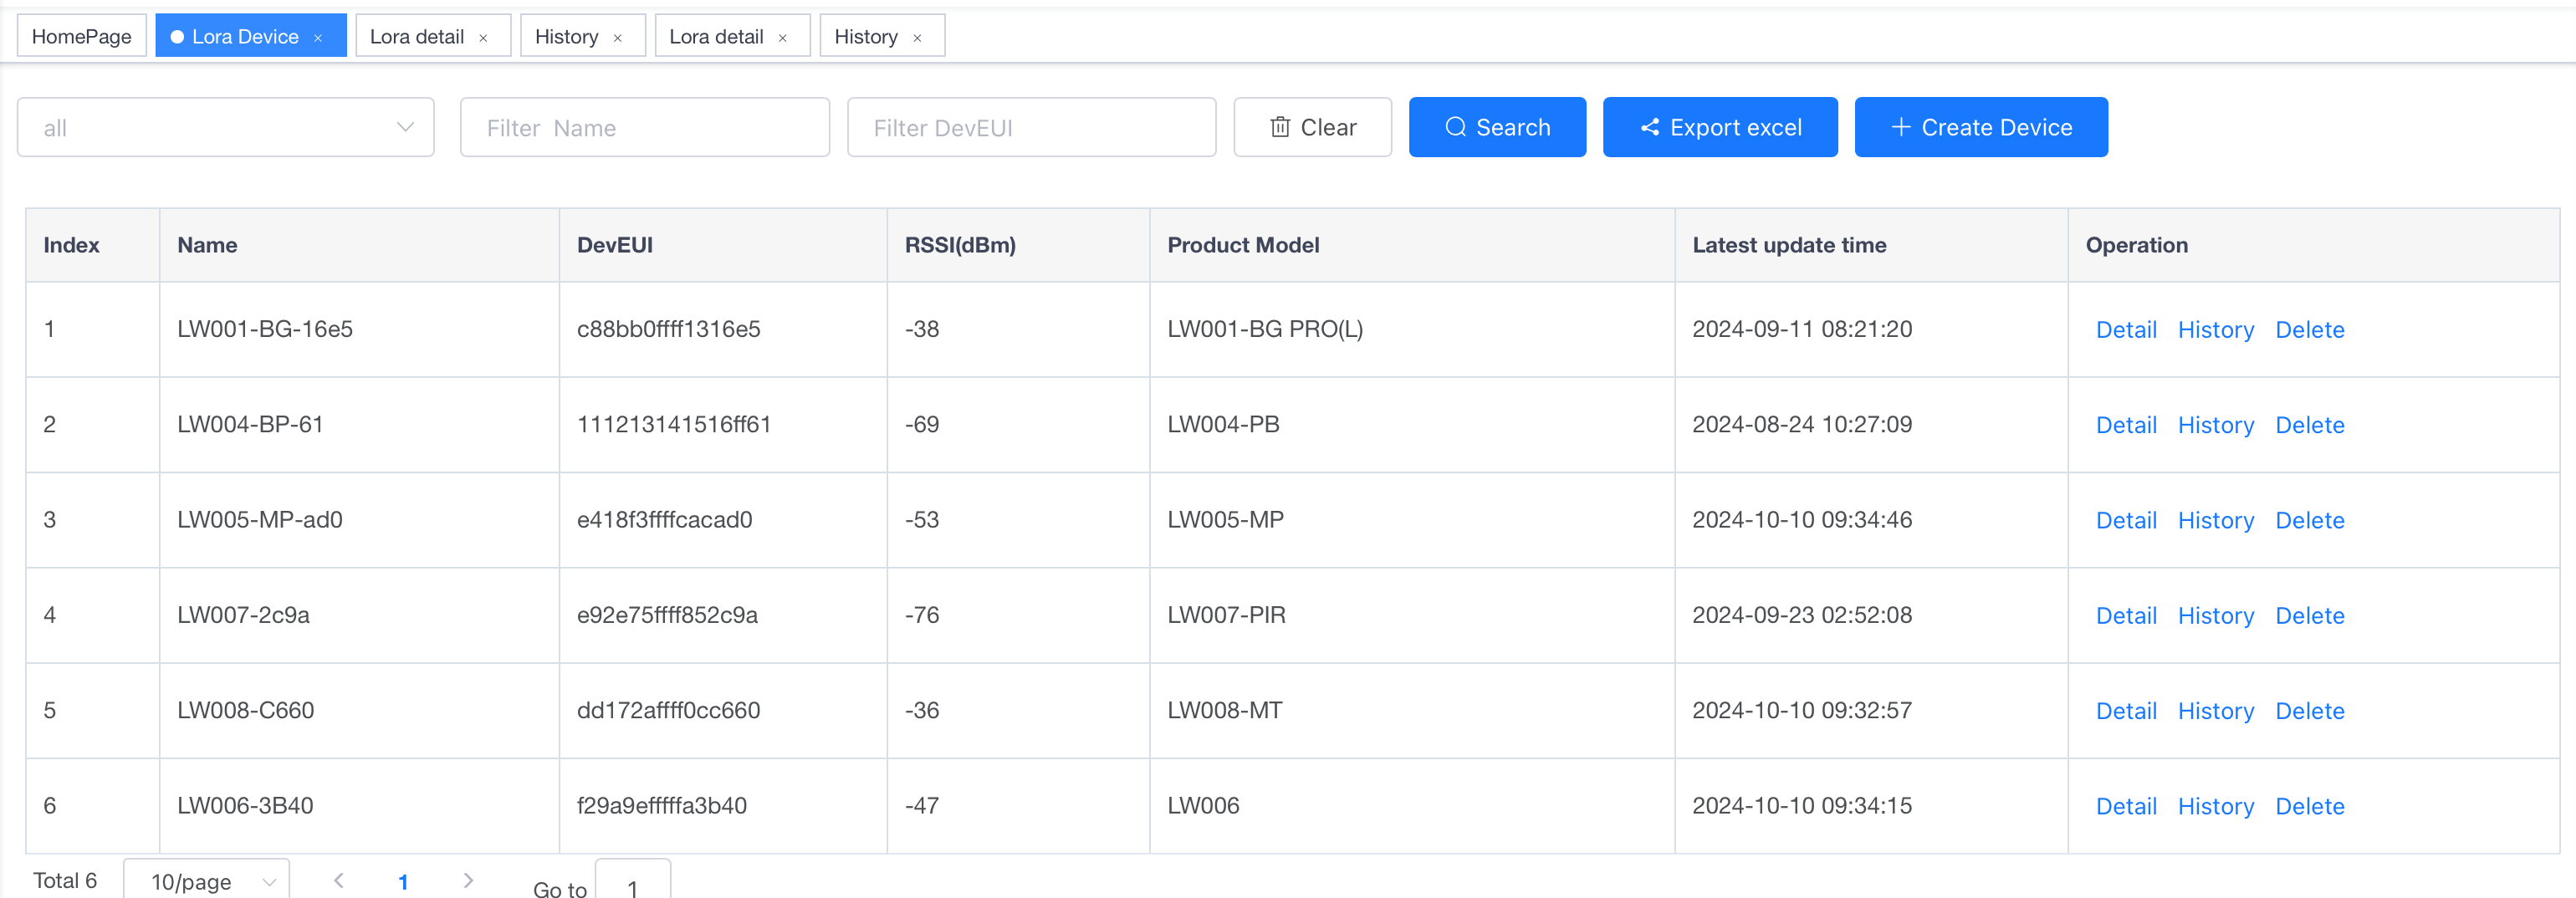 HomePage Lora Device × Lora detail × History × Lora detail × History ×
all Filter Name Filter DevEUI Clear Search Export excel + Create Device
Index Name DevEUI RSSI(dBm) Product Model Latest update time Operation
1 LW001-BG-16e5 c88bb0ffff1316e5 -38 LW001-BG PRO(L) 2024-09-11 08:21:20 Detail History Delete
2 LW004-BP-61 111213141516ff61 -69 LW004-PB 2024-08-24 10:27:09 Detail History Delete
3 LW005-MP-ad0 e418f3ffffcacad0 -53 LW005-MP 2024-10-10 09:34:46 Detail History Delete
4 LW007-2c9a e92e75ffff852c9a -76 LW007-PIR 2024-09-23 02:52:08 Detail History Delete
5 LW008-C660 dd172affff0cc660 -36 LW008-MT 2024-10-10 09:32:57 Detail History Delete
6 LW006-3B40 f29a9efffffa3b40 -47 LW006 2024-10-10 09:34:15 Detail History Delete
Total 6 10/page < 1 > Go to 1